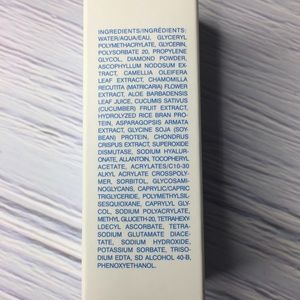 INGREDIENTS/INGRÉDIENTS:
WATER/AQUA/EAU, GLYCERYL
POLYMETHACRYLATE, GLYCERIN,
POLYSORBATE 20, PROPYLENE
GLYCOL, DIAMOND POWDER,
ASCOPHYLLUM NODOSUM EX-
TRACT, CAMELLIA OLEIFERA
LEAF EXTRACT, CHAMOMILLA
RECUTITA (MATRICARIA) FLOWER
EXTRACT, ALOE BARBADENSIS
LEAF JUICE, CUCUMIS SATIVUS
(CUCUMBER) FRUIT EXTRACT,
HYDROLYZED RICE BRAN PRO-
TEIN, ASPARAGOPSIS ARMATA
EXTRACT, GLYCINE SOJA (SOY-
BEAN) PROTEIN, CHONDRUS
CRISPUS EXTRACT, SUPEROXIDE
DISMUTASE, SODIUM HYALUR-
ONATE, ALLANTOIN, TOCOPHERYL
ACETATE, ACRYLATES/C10-30
ALKYL ACRYLATE CROSSPOLY-
MER, SORBITOL, GLYCOSAMI-
NOGLYCANS, CAPRYLIC/CAPRIC
TRIGLYCERIDE, POLYMETHYLSIL-
SESQUIOXANE, CAPRYLYL GLY-
COL, SODIUM POLYACRYLATE,
METHYL GLUCETH-20, TETRAHEX-
YLDECYL ASCORBATE, TETRA-
SODIUM GLUTAMATE DIACE-
TATE, SODIUM HYDROXIDE,
POTASSIUM SORBATE, TRISO-
DIUM EDTA, SD ALCOHOL 40-B,
PHENOXYETHANOL.